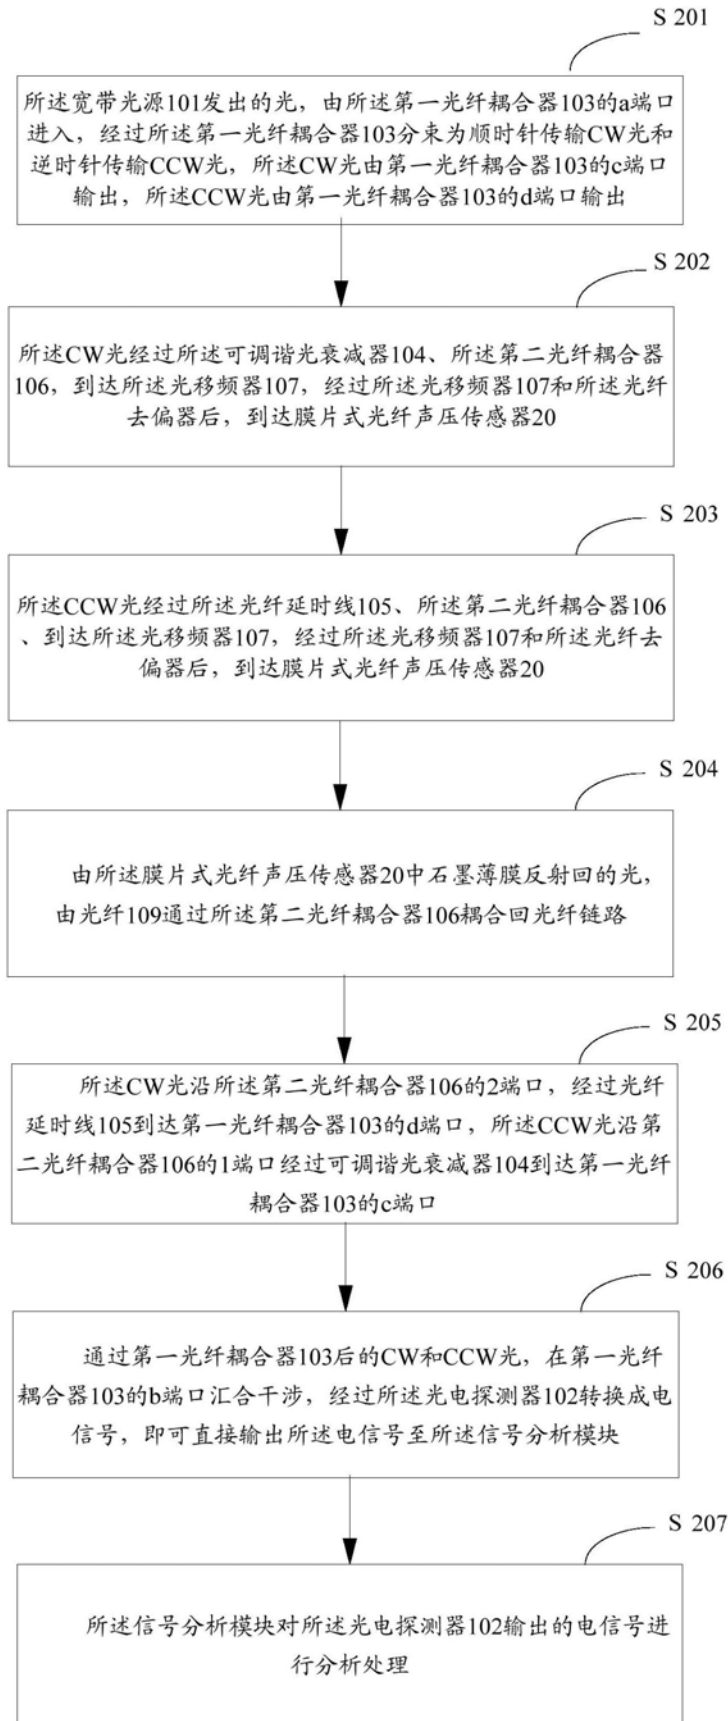 S 201
所述宽带光源101发出的光，由所述第一光纤耦合器103的a端口
进入，经过所述第一光纤耦合器103分束为顺时针传输CW光和
逆时针传输CCW光，所述CW光由第一光纤耦合器103的c端口
输出，所述CCW光由第一光纤耦合器103的d端口输出
S 202
所述CW光经过所述可调谐光衰减器104、所述第二光纤耦合器
106，到达所述光移频器107，经过所述光移频器107和所述光纤
去偏器后，到达膜片式光纤声压传感器20
S 203
所述CCW光经过所述光纤延时线105、所述第二光纤耦合器106
、到达所述光移频器107，经过所述光移频器107和所述光纤去
偏器后，到达膜片式光纤声压传感器20
S 204
由所述膜片式光纤声压传感器20中石墨薄膜反射回的光，
由光纤109通过所述第二光纤耦合器106耦合回光纤链路
S 205
所述CW光沿所述第二光纤耦合器106的2端口，经过光纤
延时线105到达第一光纤耦合器103的d端口，所述CCW光沿第
二光纤耦合器106的1端口经过可调谐光衰减器104到达第一光纤
耦合器103的c端口
S 206
通过第一光纤耦合器103后的CW和CCW光，在第一光纤
耦合器103的b端口汇合干涉，经过所述光电探测器102转换成电
信号，即可直接输出所述电信号至所述信号分析模块
S 207
所述信号分析模块对所述光电探测器102输出的电信号进
行分析处理